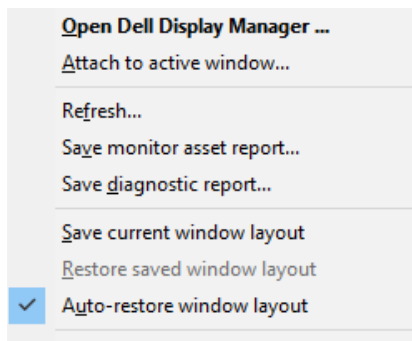 Open Dell Display Manager ...
Attach to active window...
Refresh...
Save monitor asset report...
Save diagnostic report...
Save current window layout
Restore saved window layout
Auto-restore window layout